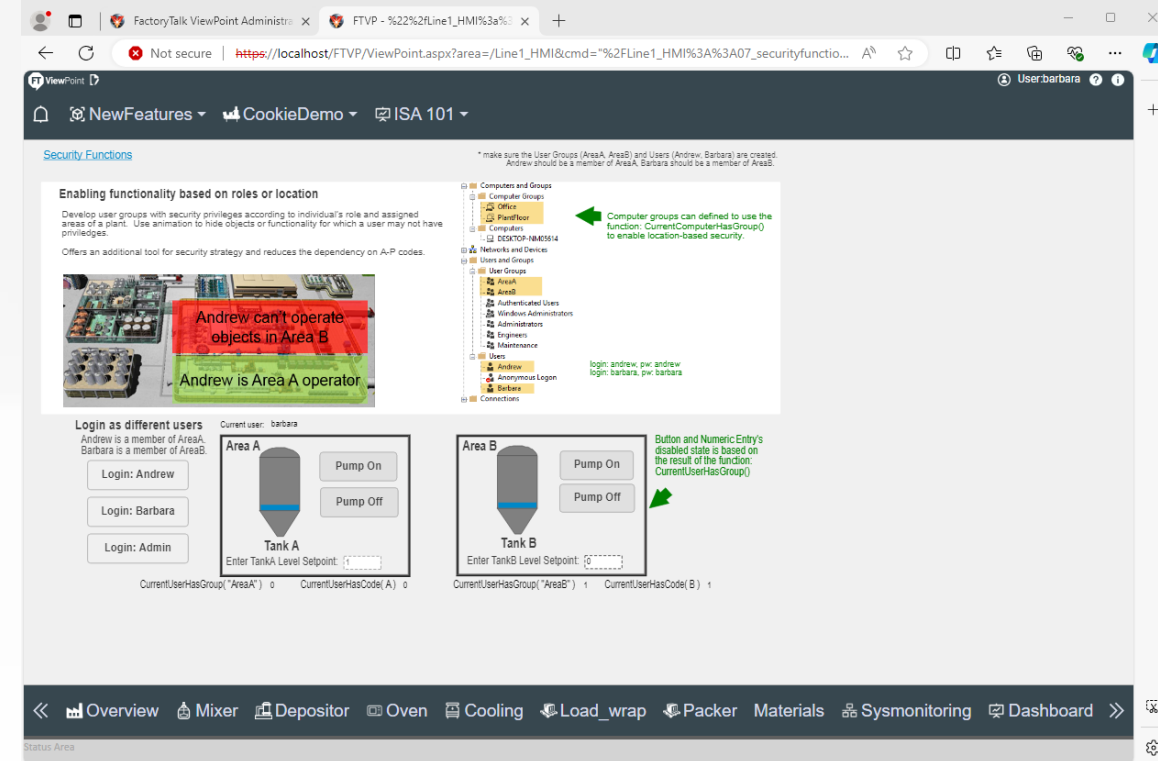 FactoryTalk ViewPoint Administra
FTVP - %22%2fLine1_HMI%3a%3
Not secure
https://localhost/FTVP/ViewPoint.aspx?area=/Line1_HMI&cmd="%2FLine1_HMI%3A%3A07_securityfunctio...
FT ViewPoint
User:barbara
NewFeatures
CookieDemo
ISA 101
Security Functions
* make sure the User Groups (AreaA, AreaB) and Users (Andrew, Barbara) are created.
Andrew should be a member of AreaA, Barbara should be a member of AreaB.
Enabling functionality based on roles or location
Develop user groups with security privileges according to individual's role and assigned
areas of a plant. Use animation to hide objects or functionality for which a user may not have
priviledges.
Offers an additional tool for security strategy and reduces the dependency on A-P codes.
Andrew can't operate
objects in Area B
Andrew is Area A operator
Computers and Groups
Computer Groups
Office
PlantFloor
Computers
DESKTOP-NM05614
Networks and Devices
Users and Groups
User Groups
AreaA
AreaB
Authenticated Users
Windows Administrators
Administrators
Engineers
Maintenance
Users
Andrew
Anonymous Logon
Barbara
Connections
Computer groups can defined to use the
function: CurrentComputerHasGroup()
to enable location-based security.
login: andrew, pw: andrew
login: barbara, pw: barbara
Login as different users
Andrew is a member of AreaA.
Barbara is a member of AreaB.
Login: Andrew
Login: Barbara
Login: Admin
Current user: barbara
Area A
Pump On
Pump Off
Tank A
Enter TankA Level Setpoint: 1
CurrentUserHasGroup( "AreaA" ) 0 CurrentUserHasCode( A ) 0
Area B
Pump On
Pump Off
Tank B
Enter TankB Level Setpoint: 0
CurrentUserHasGroup( "AreaB" ) 1 CurrentUserHasCode( B ) 1
Button and Numeric Entry's
disabled state is based on
the result of the function:
CurrentUserHasGroup()
Overview
Mixer
Depositor
Oven
Cooling
Load_wrap
Packer
Materials
Sysmonitoring
Dashboard
Status Area